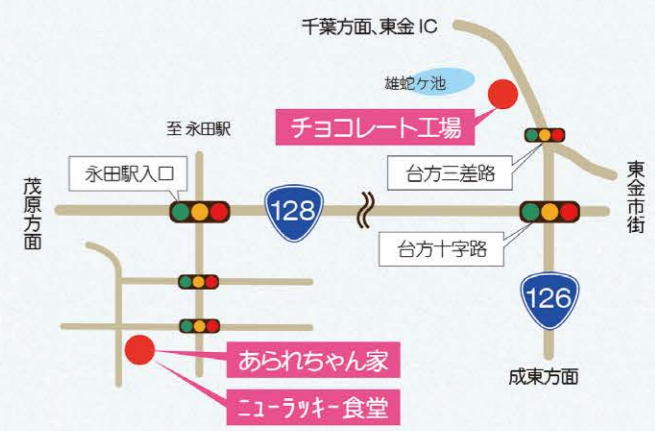 千葉方面、東金IC
雄蛇ケ池
チョコレート工場
至 永田駅
永田駅入口
台方三差路
茂原方面
128
東金市街
台方十字路
126
あられちゃん家
ニューラッキー食堂
成東方面